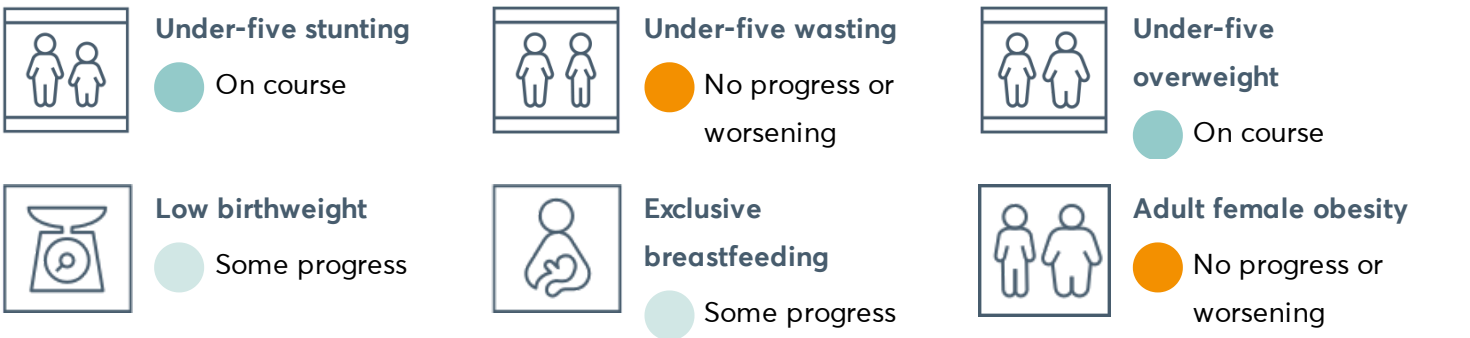 Under-five stunting
On course
Under-five wasting
No progress or
worsening
Under-five
overweight
On course
Low birthweight
Some progress
Exclusive
breastfeeding
Some progress
Adult female obesity
No progress or
worsening